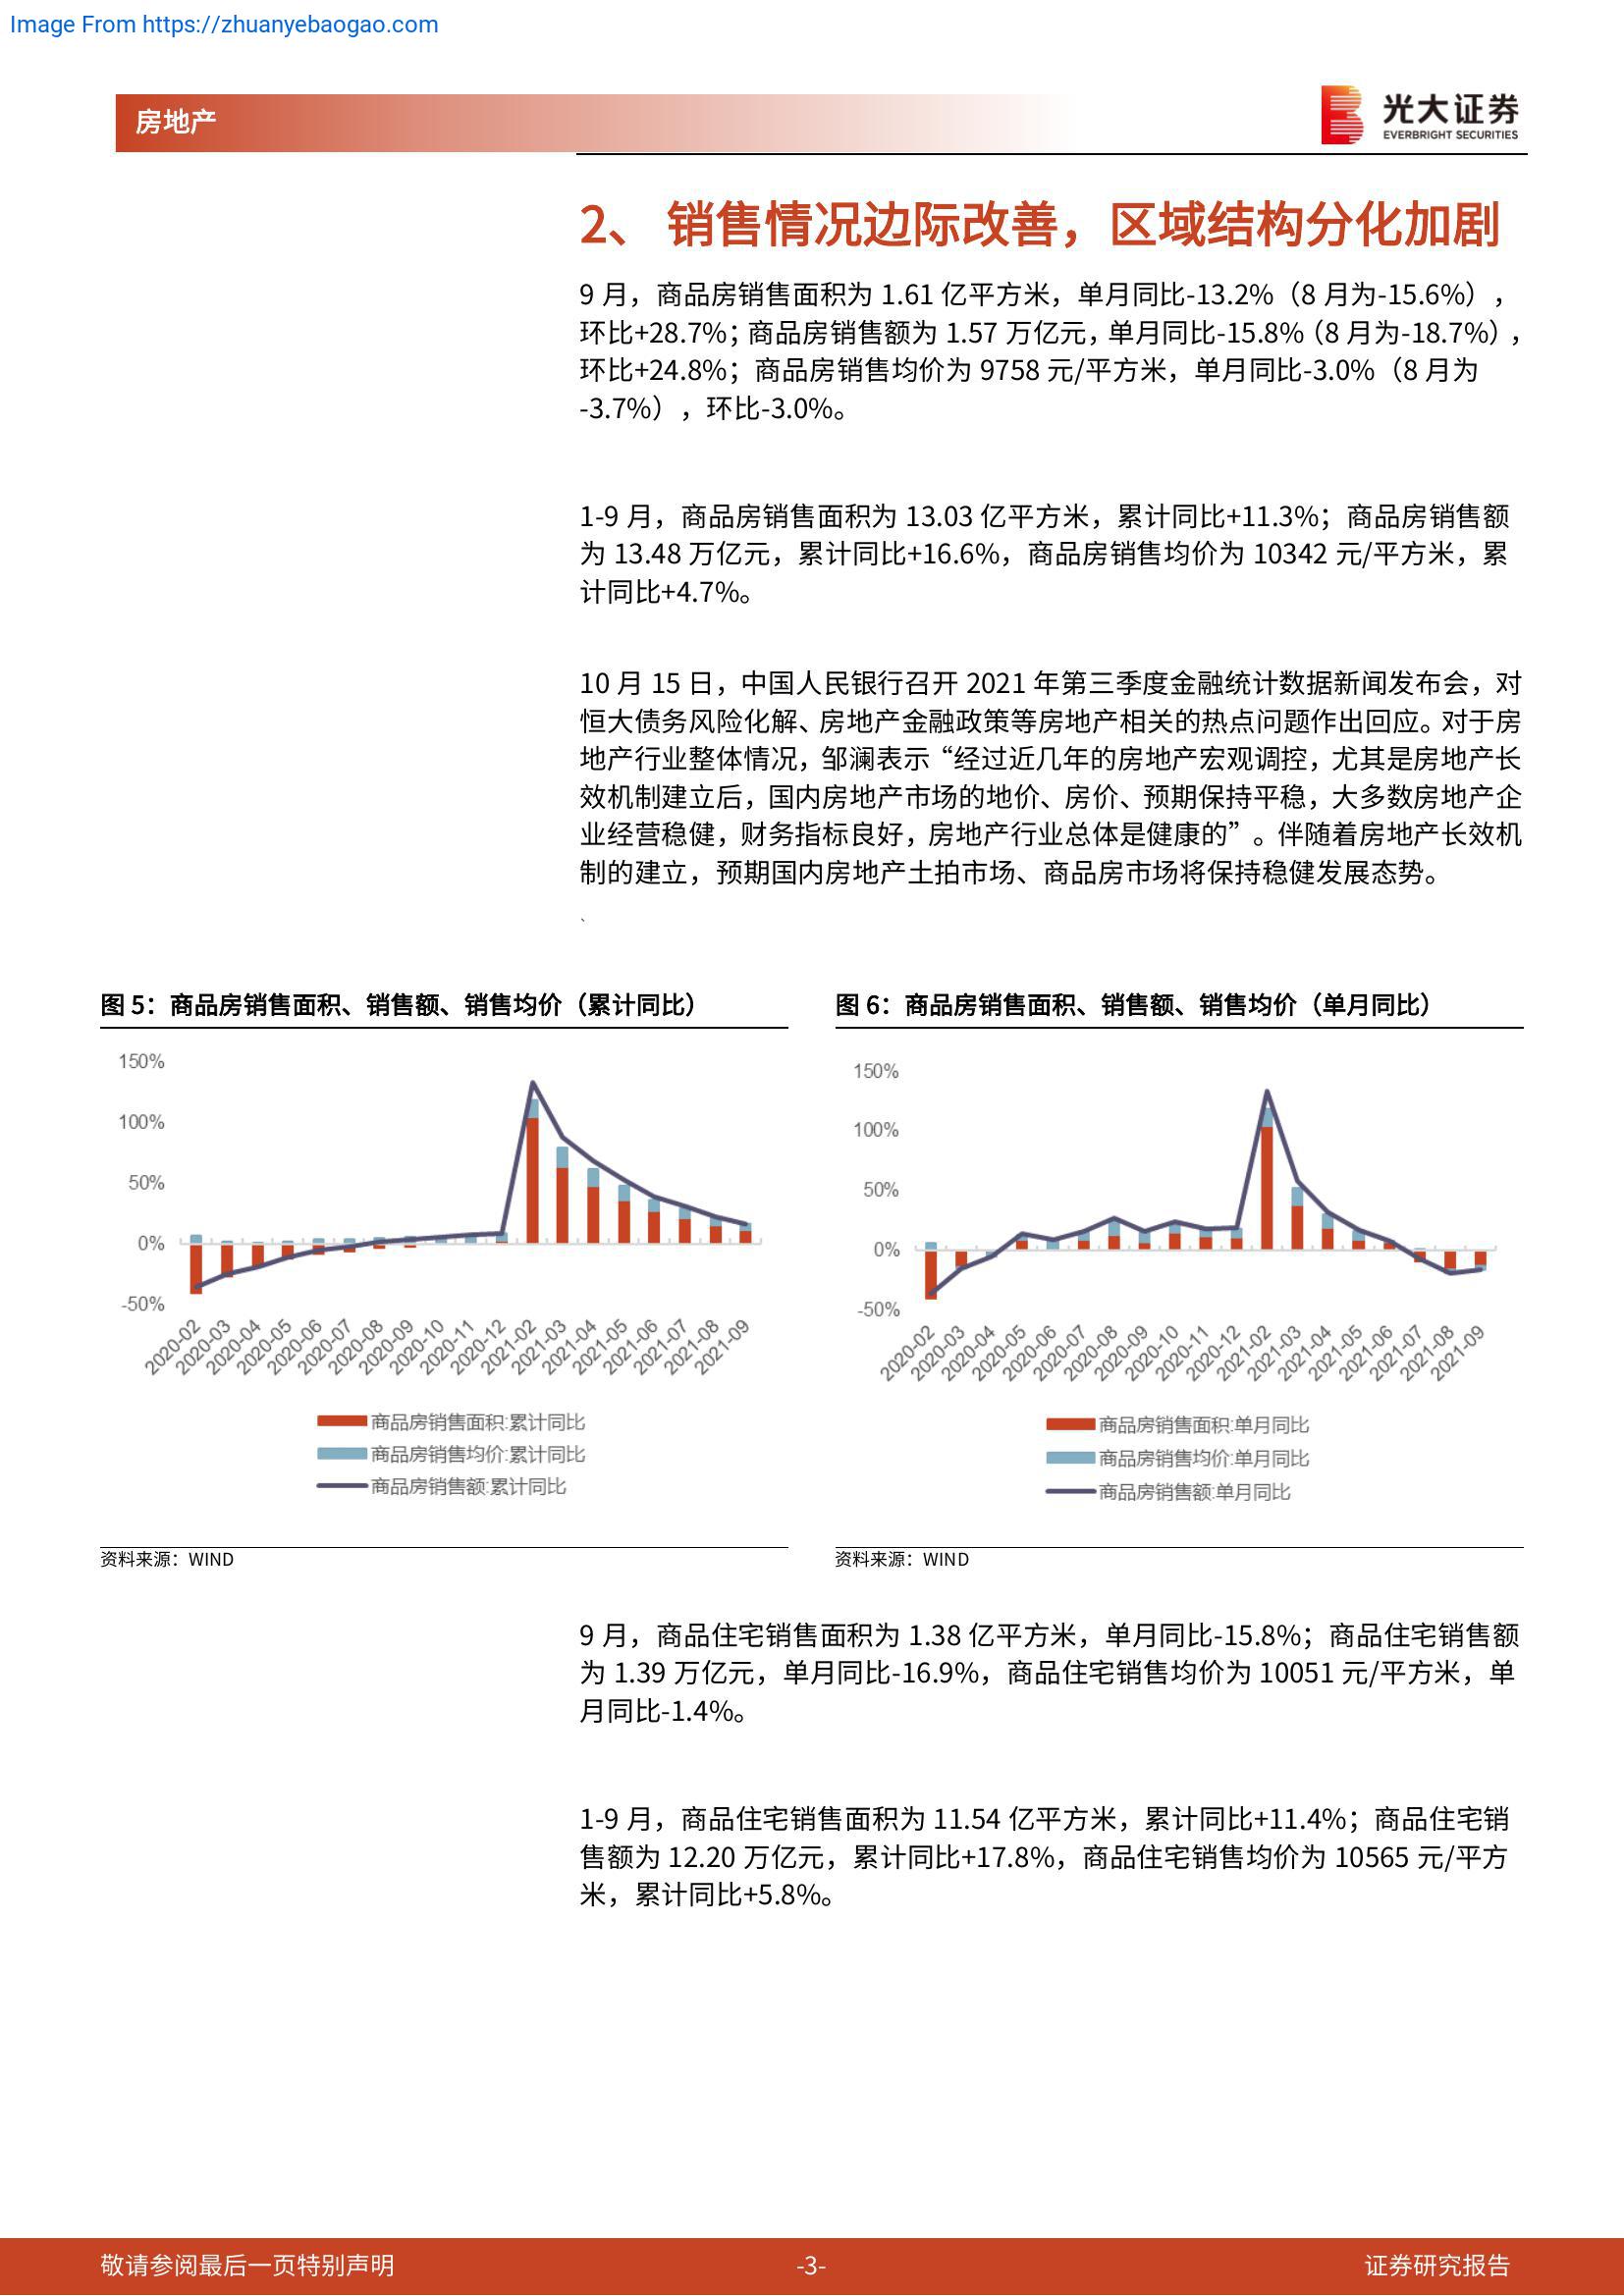 Image From https://zhuanyebaogao.com
房地产
光大证券
EVERBRIGHT SECURITIES
2、 销售情况边际改善，区域结构分化加剧
9 月，商品房销售面积为 1.61 亿平方米，单月同比-13.2%（8 月为-15.6%），
环比+28.7%；商品房销售额为 1.57 万亿元，单月同比-15.8%（8 月为-18.7%），
环比+24.8%；商品房销售均价为 9758 元/平方米，单月同比-3.0%（8 月为
-3.7%），环比-3.0%。
1-9 月，商品房销售面积为 13.03 亿平方米，累计同比+11.3%；商品房销售额
为 13.48 万亿元，累计同比+16.6%，商品房销售均价为 10342 元/平方米，累
计同比+4.7%。
10 月 15 日，中国人民银行召开 2021 年第三季度金融统计数据新闻发布会，对
恒大债务风险化解、房地产金融政策等房地产相关的热点问题作出回应。对于房
地产行业整体情况，邹澜表示“经过近几年的房地产宏观调控，尤其是房地产长
效机制建立后，国内房地产市场的地价、房价、预期保持平稳，大多数房地产企
业经营稳健，财务指标良好，房地产行业总体是健康的”。伴随着房地产长效机
制的建立，预期国内房地产土拍市场、商品房市场将保持稳健发展态势。
、
图 5：商品房销售面积、销售额、销售均价（累计同比）
150%
100%
50%
0%
-50%
2020-02
2020-03
2020-04
2020-05
2020-06
2020-07
2020-08
2020-09
2020-10
2020-11
2020-12
2021-02
2021-03
2021-04
2021-05
2021-06
2021-07
2021-08
2021-09
商品房销售面积:累计同比
商品房销售均价:累计同比
商品房销售额:累计同比
资料来源：WIND
图 6：商品房销售面积、销售额、销售均价（单月同比）
150%
100%
50%
0%
-50%
2020-02
2020-03
2020-04
2020-05
2020-06
2020-07
2020-08
2020-09
2020-10
2020-11
2020-12
2021-02
2021-03
2021-04
2021-05
2021-06
2021-07
2021-08
2021-09
商品房销售面积:单月同比
商品房销售均价:单月同比
商品房销售额:单月同比
资料来源：WIND
9 月，商品住宅销售面积为 1.38 亿平方米，单月同比-15.8%；商品住宅销售额
为 1.39 万亿元，单月同比-16.9%，商品住宅销售均价为 10051 元/平方米，单
月同比-1.4%。
1-9 月，商品住宅销售面积为 11.54 亿平方米，累计同比+11.4%；商品住宅销
售额为 12.20 万亿元，累计同比+17.8%，商品住宅销售均价为 10565 元/平方
米，累计同比+5.8%。
敬请参阅最后一页特别声明
-3-
证券研究报告